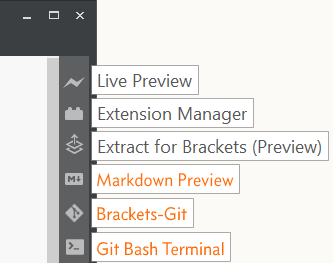 Live Preview
Extension Manager
Extract for Brackets (Preview)
M↓ Markdown Preview
Brackets-Git
Git Bash Terminal